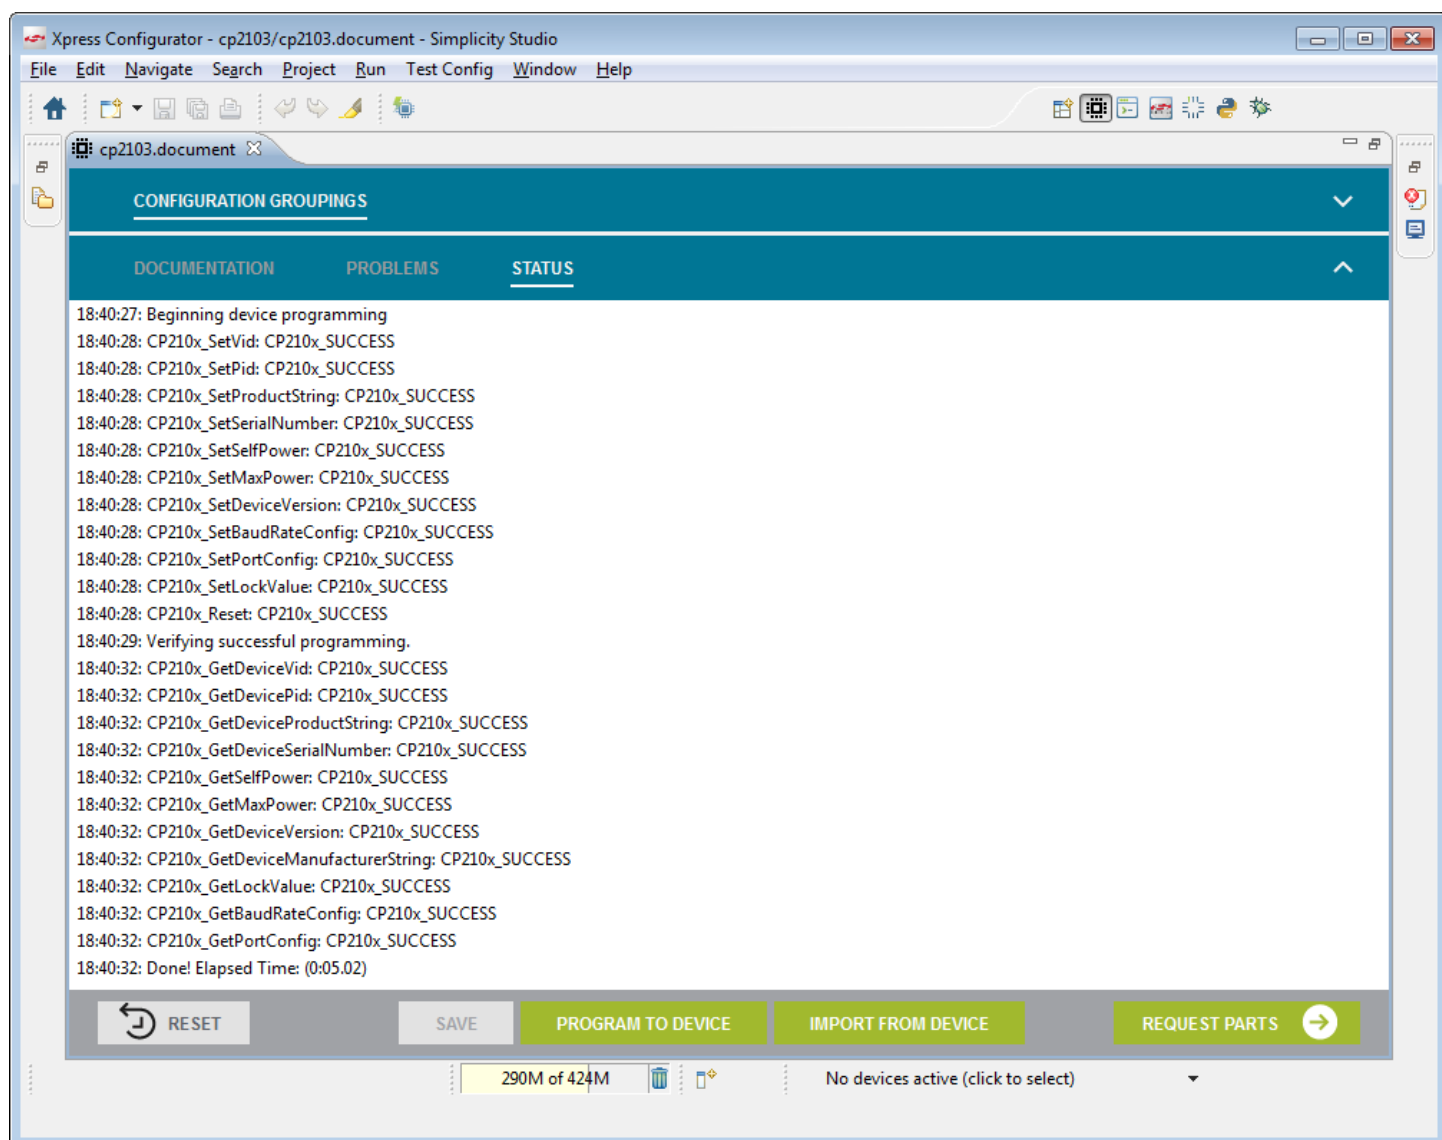 Xpress Configurator - cp2103/cp2103.document - Simplicity Studio
File Edit Navigate Search Project Run Test Config Window Help
cp2103.document
CONFIGURATION GROUPINGS
DOCUMENTATION PROBLEMS STATUS
18:40:27: Beginning device programming
18:40:28: CP210x_SetVid: CP210x_SUCCESS
18:40:28: CP210x_SetPid: CP210x_SUCCESS
18:40:28: CP210x_SetProductString: CP210x_SUCCESS
18:40:28: CP210x_SetSerialNumber: CP210x_SUCCESS
18:40:28: CP210x_SetSelfPower: CP210x_SUCCESS
18:40:28: CP210x_SetMaxPower: CP210x_SUCCESS
18:40:28: CP210x_SetDeviceVersion: CP210x_SUCCESS
18:40:28: CP210x_SetBaudRateConfig: CP210x_SUCCESS
18:40:28: CP210x_SetPortConfig: CP210x_SUCCESS
18:40:28: CP210x_SetLockValue: CP210x_SUCCESS
18:40:28: CP210x_Reset: CP210x_SUCCESS
18:40:29: Verifying successful programming.
18:40:32: CP210x_GetDeviceVid: CP210x_SUCCESS
18:40:32: CP210x_GetDevicePid: CP210x_SUCCESS
18:40:32: CP210x_GetDeviceProductString: CP210x_SUCCESS
18:40:32: CP210x_GetDeviceSerialNumber: CP210x_SUCCESS
18:40:32: CP210x_GetSelfPower: CP210x_SUCCESS
18:40:32: CP210x_GetMaxPower: CP210x_SUCCESS
18:40:32: CP210x_GetDeviceVersion: CP210x_SUCCESS
18:40:32: CP210x_GetDeviceManufacturerString: CP210x_SUCCESS
18:40:32: CP210x_GetLockValue: CP210x_SUCCESS
18:40:32: CP210x_GetBaudRateConfig: CP210x_SUCCESS
18:40:32: CP210x_GetPortConfig: CP210x_SUCCESS
18:40:32: Done! Elapsed Time: (0:05.02)
RESET SAVE PROGRAM TO DEVICE IMPORT FROM DEVICE REQUEST PARTS
290M of 424M No devices active (click to select)